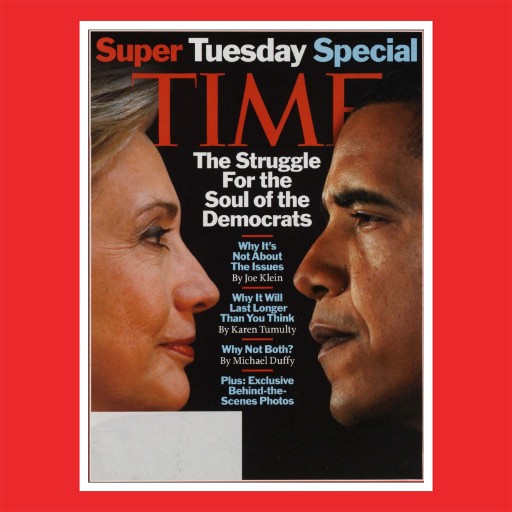 Super Tuesday Special
TIME
The Struggle
For the
Soul of the
Democrats
Why It's
Not About
The Issues
By Joe Klein
Why It Will
Last Longer
Than You Think
By Karen Tumulty
Why Not Both?
By Michael Duffy
Plus: Exclusive
Behind-the-
Scenes Photos